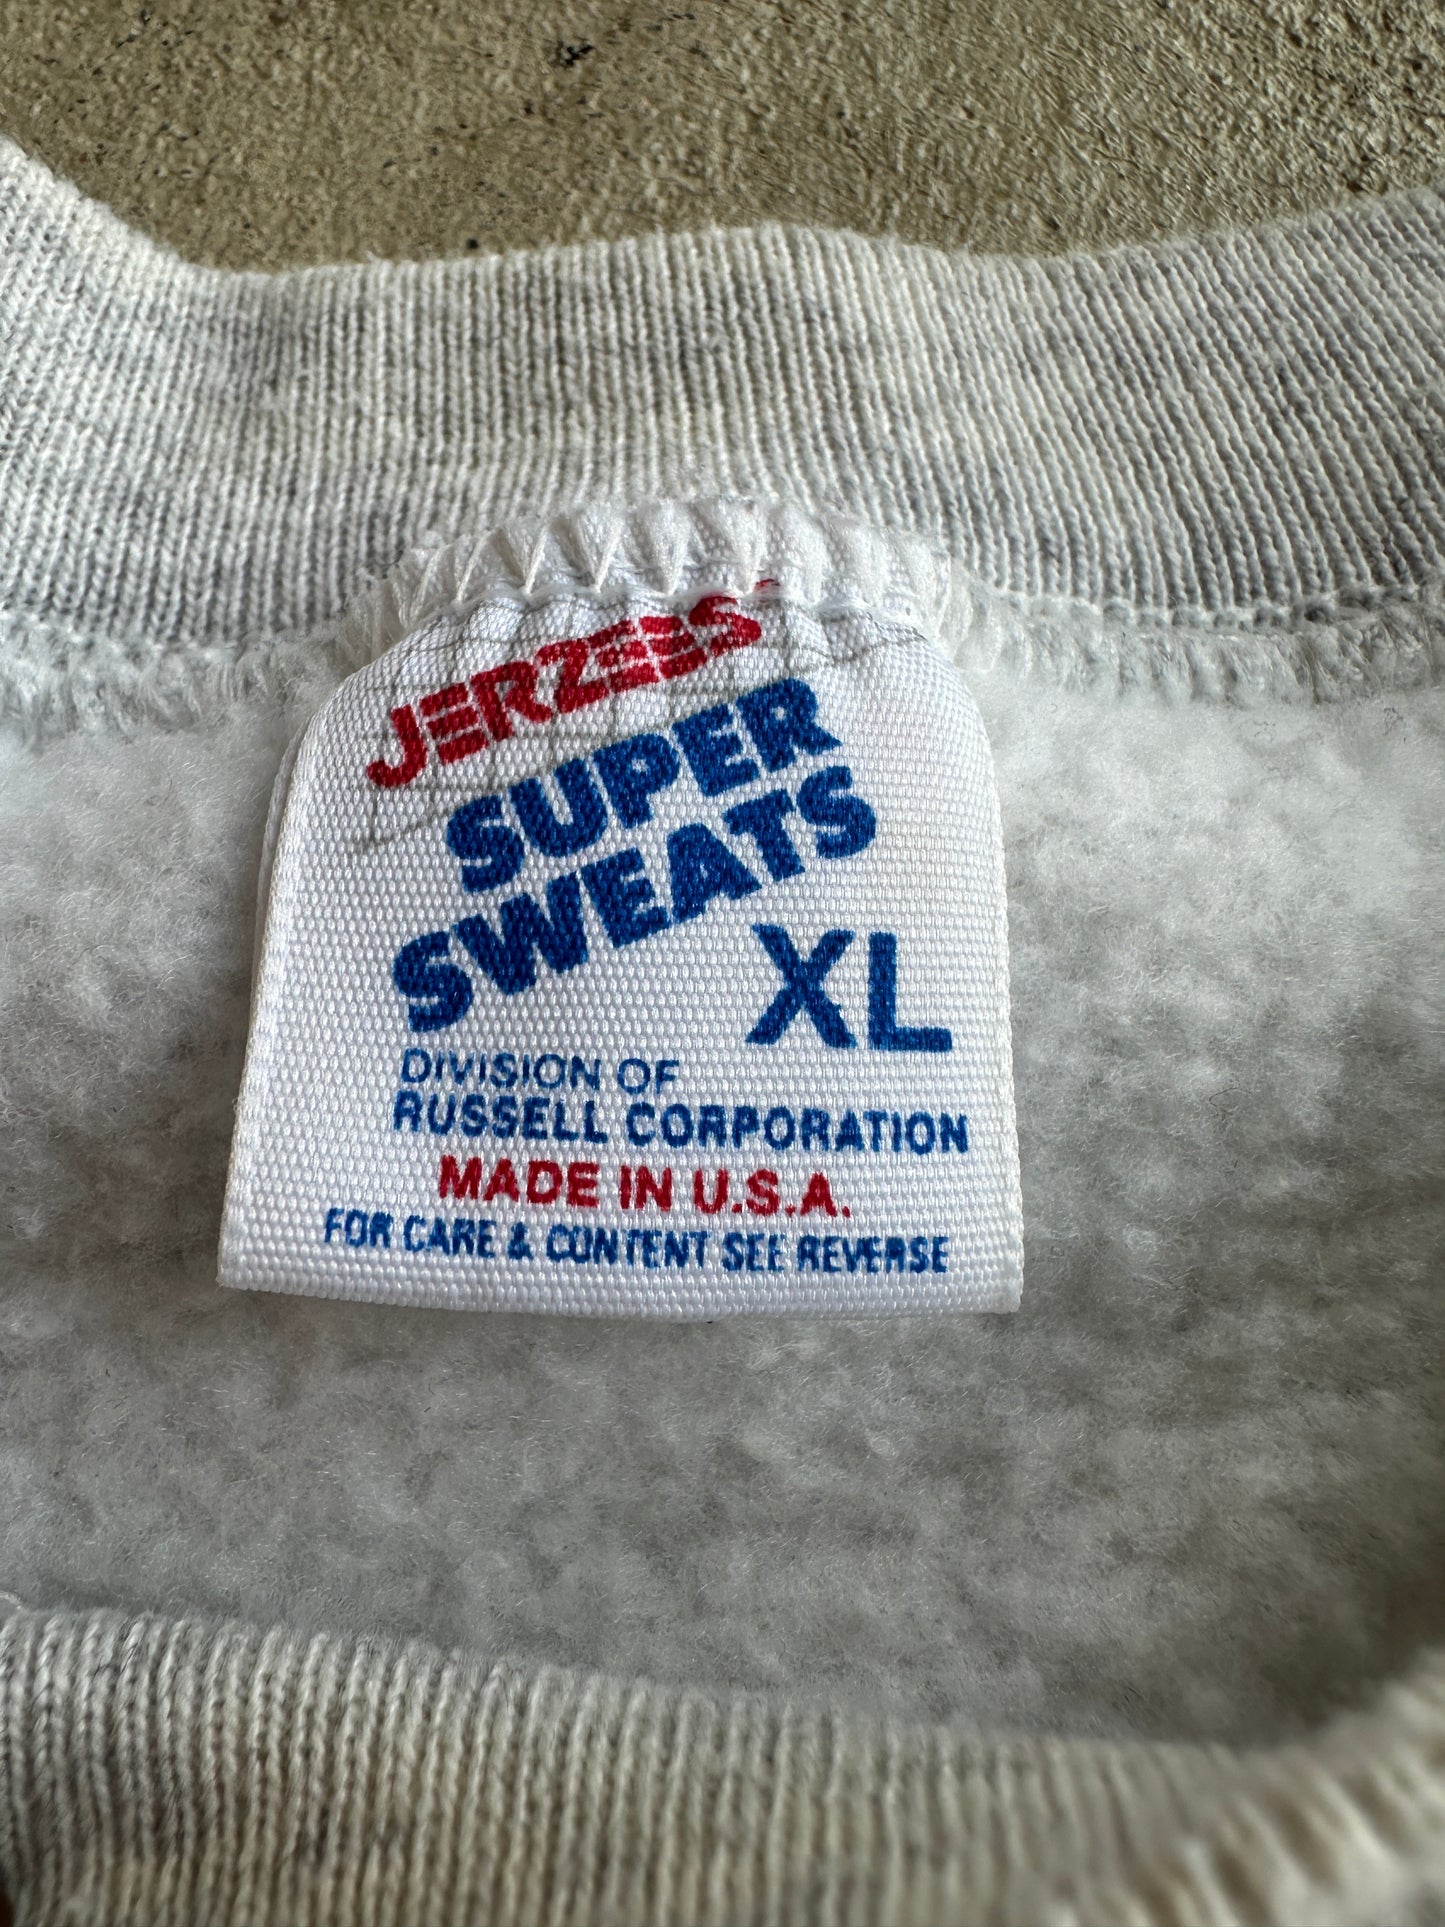 JERZEES
SUPER
SWEATS
XL
DIVISION OF
RUSSELL CORPORATION
MADE IN U.S.A.
FOR CARE & CONTENT SEE REVERSE